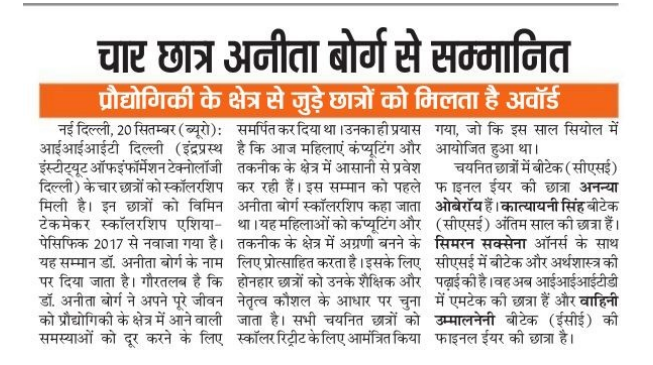 चार छात्र अनीता बोर्ग से सम्मानित
प्रौद्योगिकी के क्षेत्र से जुड़े छात्रों को मिलता है अवॉर्ड
नई दिल्ली, 20 सितम्बर (ब्यूरो):
आईआईआईटी दिल्ली (इंद्रप्रस्थ
इंस्टीट्यूट ऑफइंफॉर्मेशन टेक्नोलॉजी
दिल्ली) के चार छात्रों को स्कॉलरशिप
मिली है। इन छात्रों को विमिन
टेकमेकर स्कॉलरशिप एशिया-
पेसिफिक 2017 से नवाजा गया है।
यह सम्मान डॉ. अनीता बोर्ग के नाम
पर दिया जाता है। गौरतलब है कि
डॉ. अनीता बोर्ग ने अपने पूरे जीवन
को प्रौद्योगिकी के क्षेत्र में आने वाली
समस्याओं को दूर करने के लिए
समर्पित कर दिया था। उनका ही प्रयास
है कि आज महिलाएं कंप्यूटिंग और
तकनीक के क्षेत्र में आसानी से प्रवेश
कर रही हैं। इस सम्मान को पहले
अनीता बोर्ग स्कॉलरशिप कहा जाता
था। यह महिलाओं को कंप्यूटिंग और
तकनीक के क्षेत्र में अग्रणी बनने के
लिए प्रोत्साहित करता है। इसके लिए
होनहार छात्रों को उनके शैक्षिक और
नेतृत्व कौशल के आधार पर चुना
जाता है। सभी चयनित छात्रों को
स्कॉलर रिट्रीट के लिए आमंत्रित किया
गया, जो कि इस साल सियोल में
आयोजित हुआ था।
चयनित छात्रों में बीटेक (सीएसई)
फाइनल ईयर की छात्रा अनन्या
ओबेरॉय हैं। कात्यायनी सिंह बीटेक
(सीएसई) अंतिम साल की छात्रा हैं।
सिमरन सक्सेना ऑनर्स के साथ
सीएसई में बीटेक और अर्थशास्त्र की
पढ़ाई की है। वह अब आईआईआईटीडी
में एमटेक की छात्रा हैं और वाहिनी
उम्मालनेनी बीटेक (ईसीई) की
फाइनल ईयर की छात्रा है।